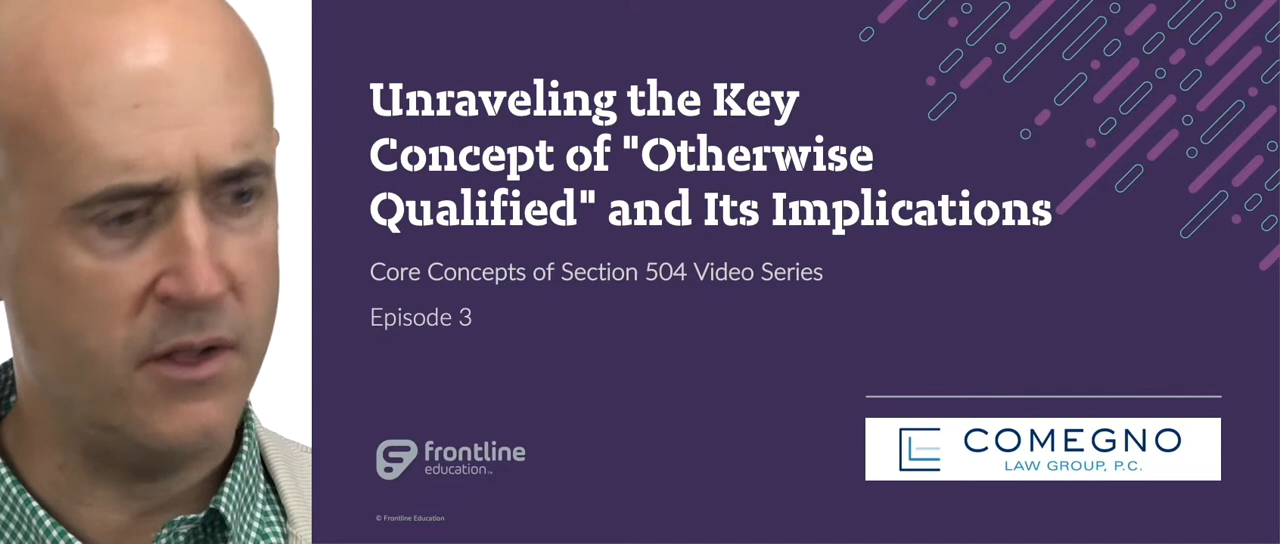 Unraveling the Key
Concept of "Otherwise
Qualified" and Its Implications
Core Concepts of Section 504 Video Series
Episode 3
frontline
education™
COMEGNO
LAW GROUP, P.C.
© Frontline Education